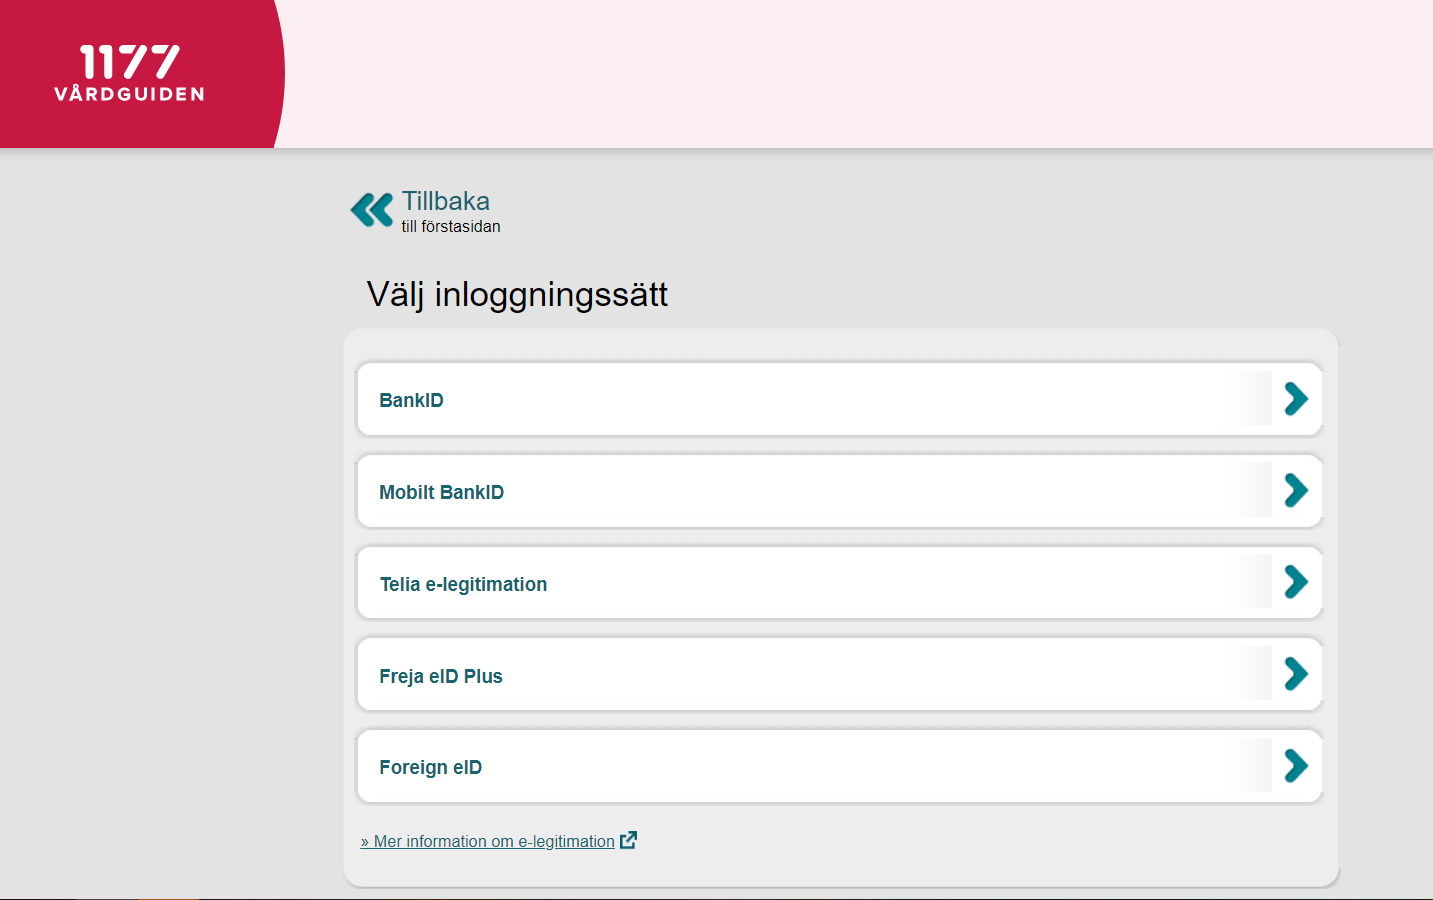 1177
VÅRDGUIDEN
Tillbaka
till förstasidan
Välj inloggningssätt
BankID
Mobilt BankID
Telia e-legitimation
Freja eID Plus
Foreign eID
» Mer information om e-legitimation